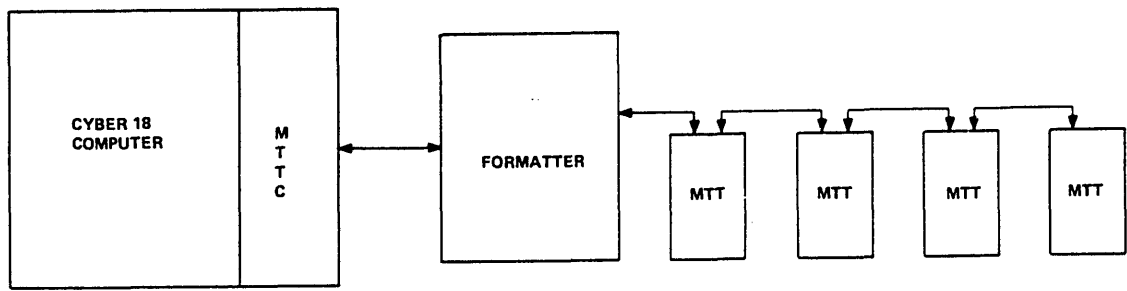 CYBER 18
COMPUTER
M
T
T
C
FORMATTER
MTT
MTT
MTT
MTT